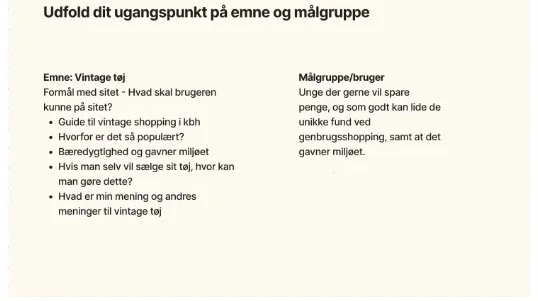 Udfold dit ugangspunkt på emne og målgruppe
Emne: Vintage tøj
Formål med sitet - Hvad skal brugeren
kunne på sitet?
• Guide til vintage shopping i kbh
• Hvorfor er det så populært?
• Bæredygtighed og gavner miljøet
• Hvis man selv vil sælge sit tøj, hvor kan
man gøre dette?
• Hvad er min mening og andres
meninger til vintage tøj
Målgruppe/bruger
Unge der gerne vil spare
penge, og som godt kan lide de
unikke fund ved
genbrugsshopping, samt at det
gavner miljøet.